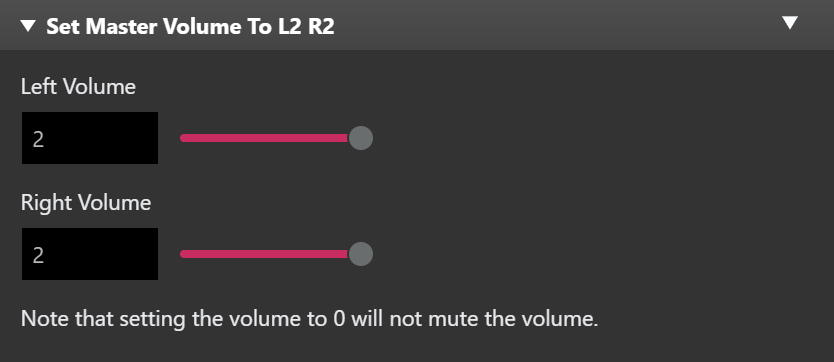 Set Master Volume To L2 R2
Left Volume
2
Right Volume
2
Note that setting the volume to 0 will not mute the volume.